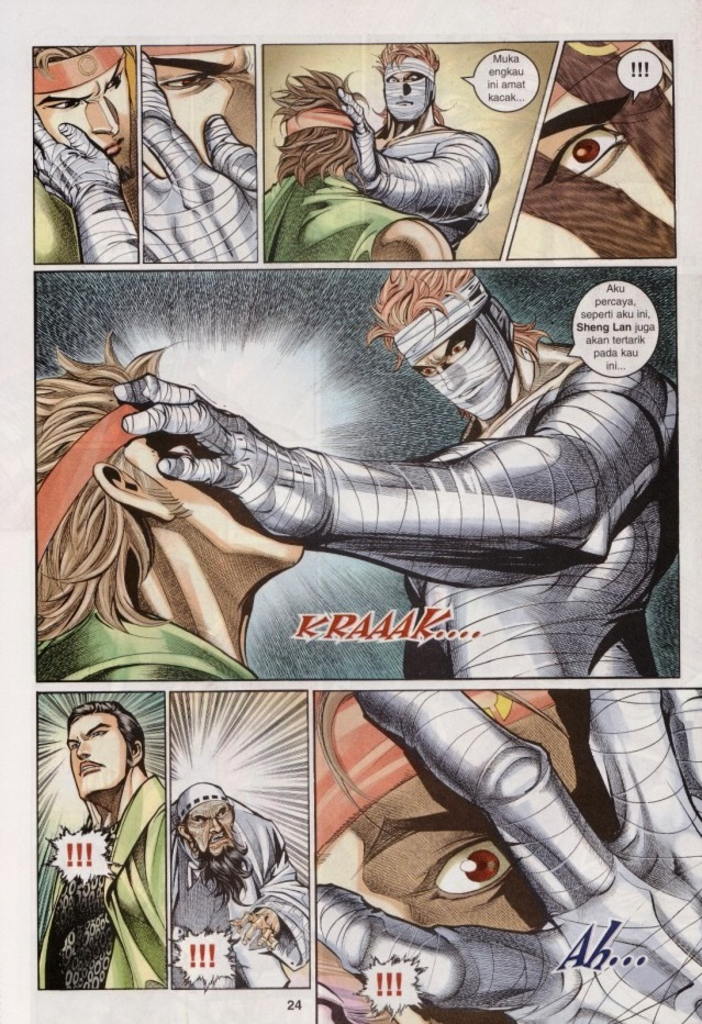 Muka
engkau
ini amat
kacak...
!!!
Aku
percaya,
seperti aku ini,
Sheng Lan juga
akan tertarik
pada kau
ini...
KRAAAK....
!!!
!!!
!!!
Ah...
24